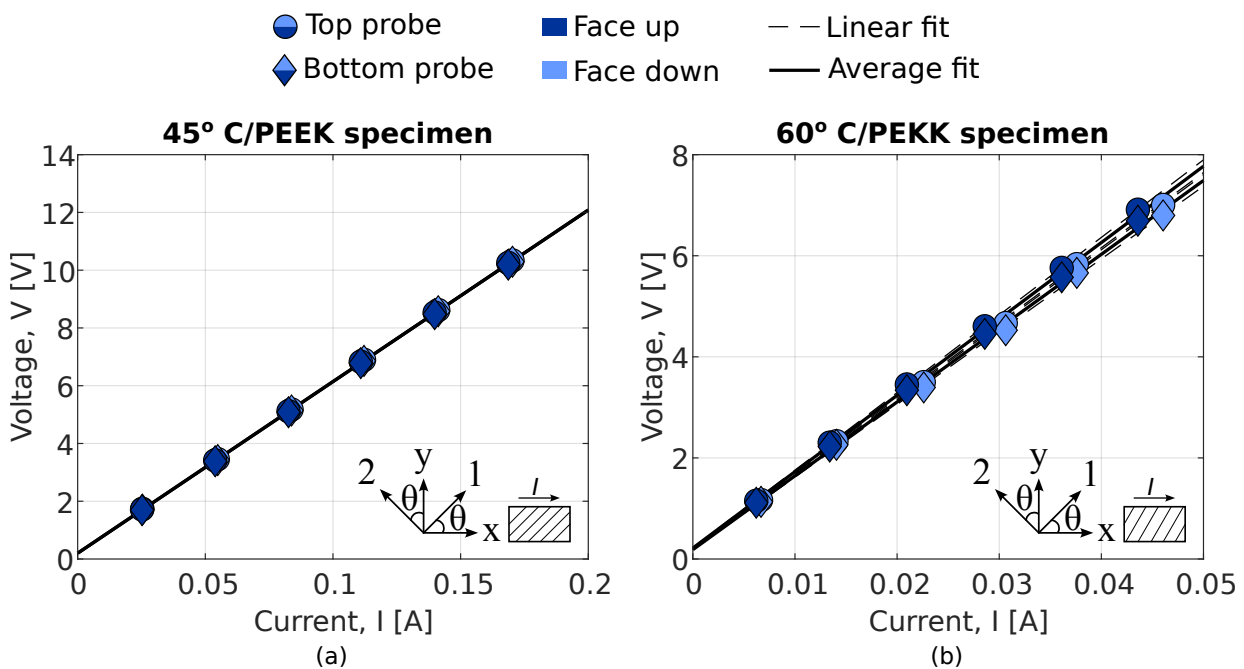 Top probe Face up Linear fit
Bottom probe Face down Average fit
45º C/PEEK specimen
14
12
10
8
6
4
2
0
Voltage, V [V]
0 0.05 0.1 0.15 0.2
Current, I [A]
2 y 1
θ θ x
I
(a)
60º C/PEKK specimen
8
6
4
2
0
Voltage, V [V]
0 0.01 0.02 0.03 0.04 0.05
Current, I [A]
2 y 1
θ θ x
I
(b)